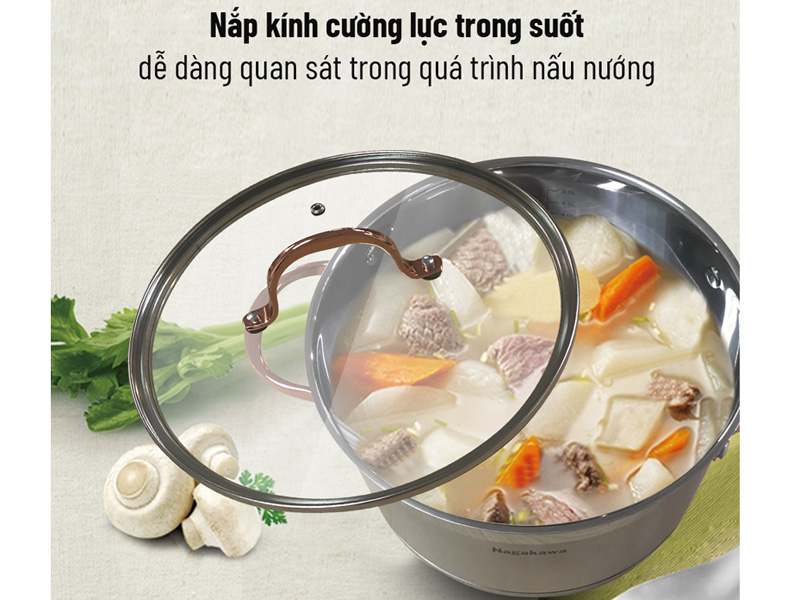 Nắp kính cường lực trong suốt
dễ dàng quan sát trong quá trình nấu nướng
Nagakawa